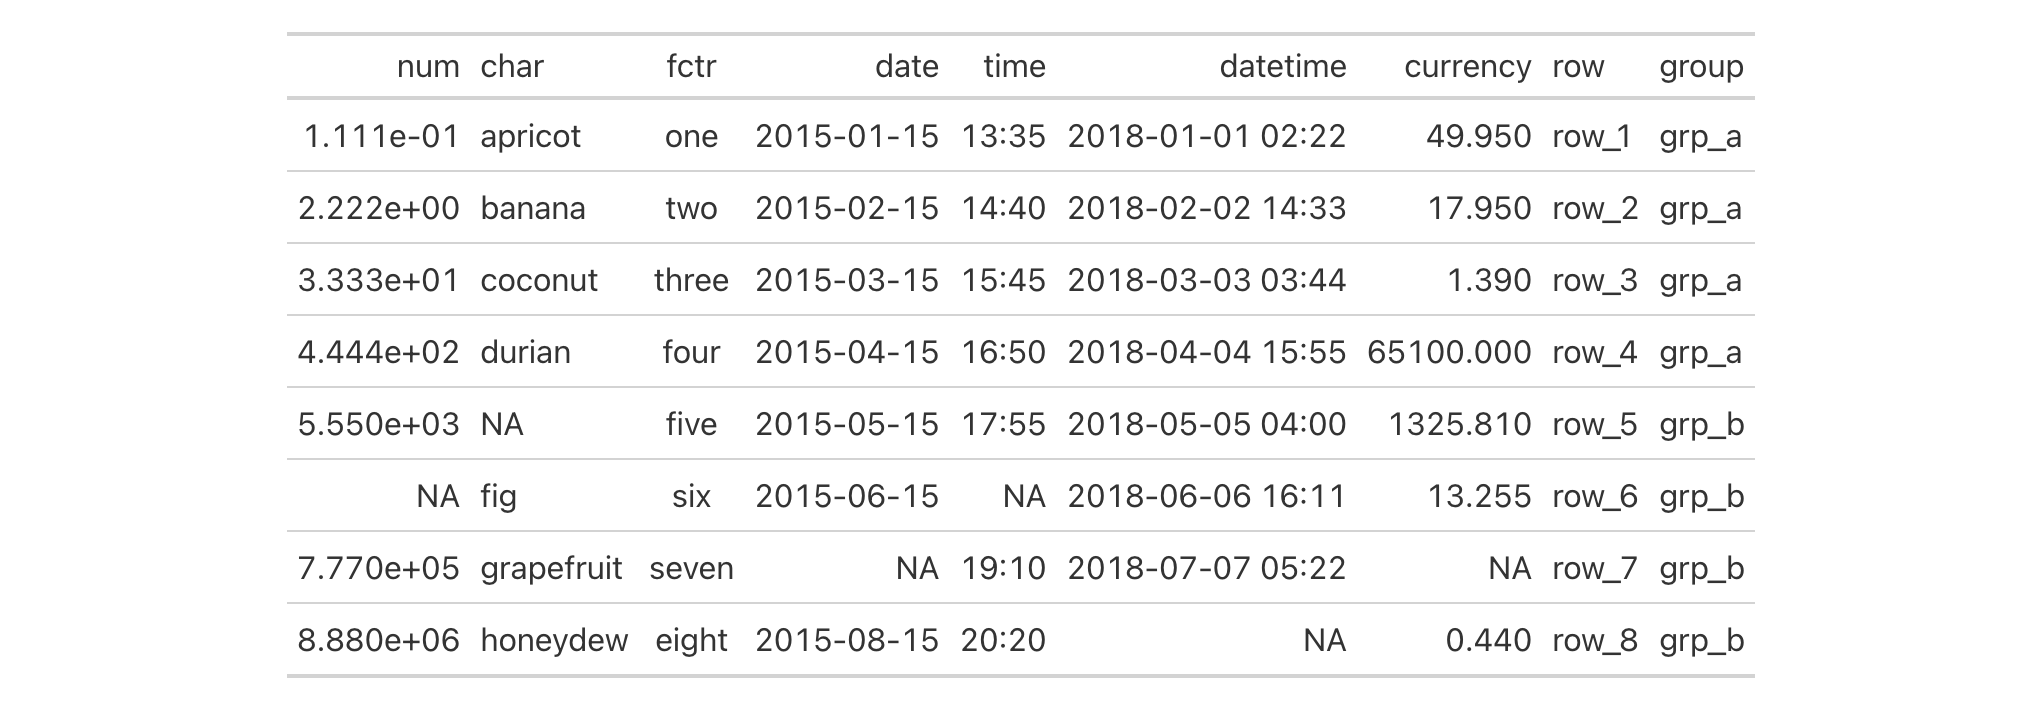 num char fctr date time datetime currency row group
1.111e-01 apricot one 2015-01-15 13:35 2018-01-01 02:22 49.950 row_1 grp_a
2.222e+00 banana two 2015-02-15 14:40 2018-02-02 14:33 17.950 row_2 grp_a
3.333e+01 coconut three 2015-03-15 15:45 2018-03-03 03:44 1.390 row_3 grp_a
4.444e+02 durian four 2015-04-15 16:50 2018-04-04 15:55 65100.000 row_4 grp_a
5.550e+03 NA five 2015-05-15 17:55 2018-05-05 04:00 1325.810 row_5 grp_b
NA fig six 2015-06-15 NA 2018-06-06 16:11 13.255 row_6 grp_b
7.770e+05 grapefruit seven NA 19:10 2018-07-07 05:22 NA row_7 grp_b
8.880e+06 honeydew eight 2015-08-15 20:20 NA 0.440 row_8 grp_b